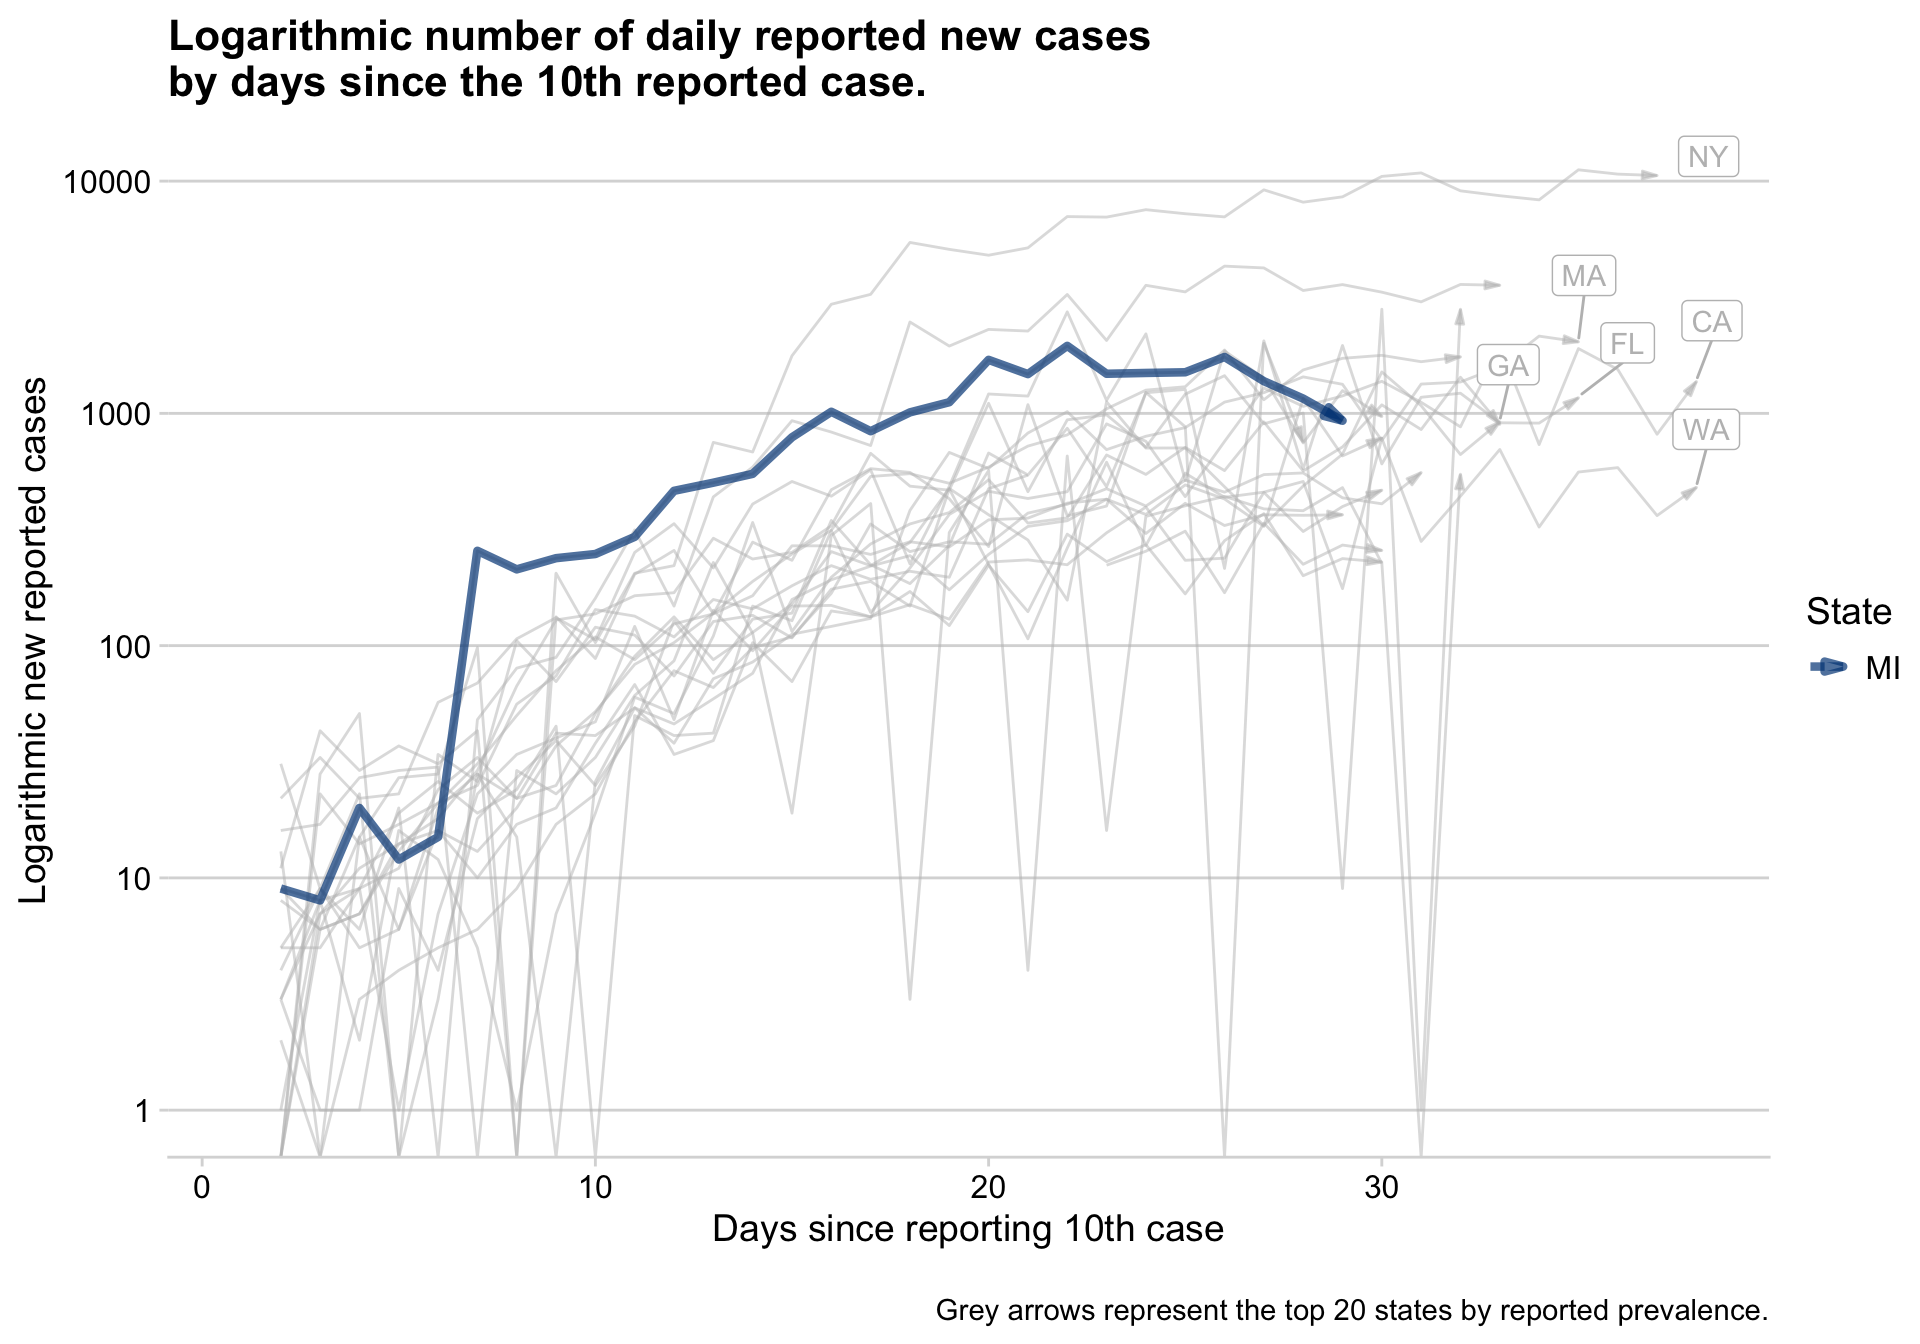 Logarithmic number of daily reported new cases
by days since the 10th reported case.
Logarithmic new reported cases
10000
1000
100
10
1
NY
MA
CA
FL
GA
WA
State
MI
0
10
20
30
Days since reporting 10th case
Grey arrows represent the top 20 states by reported prevalence.